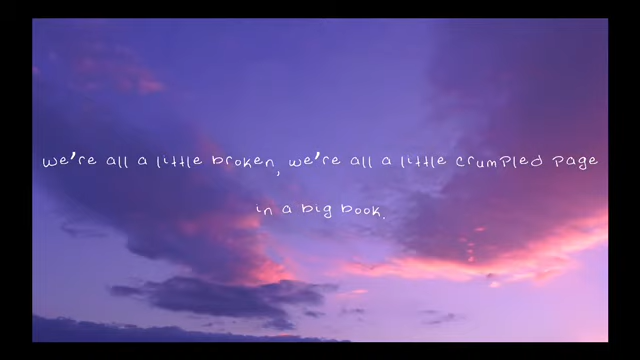 we're all a little broken, we're all a little crumpled page
in a big book.